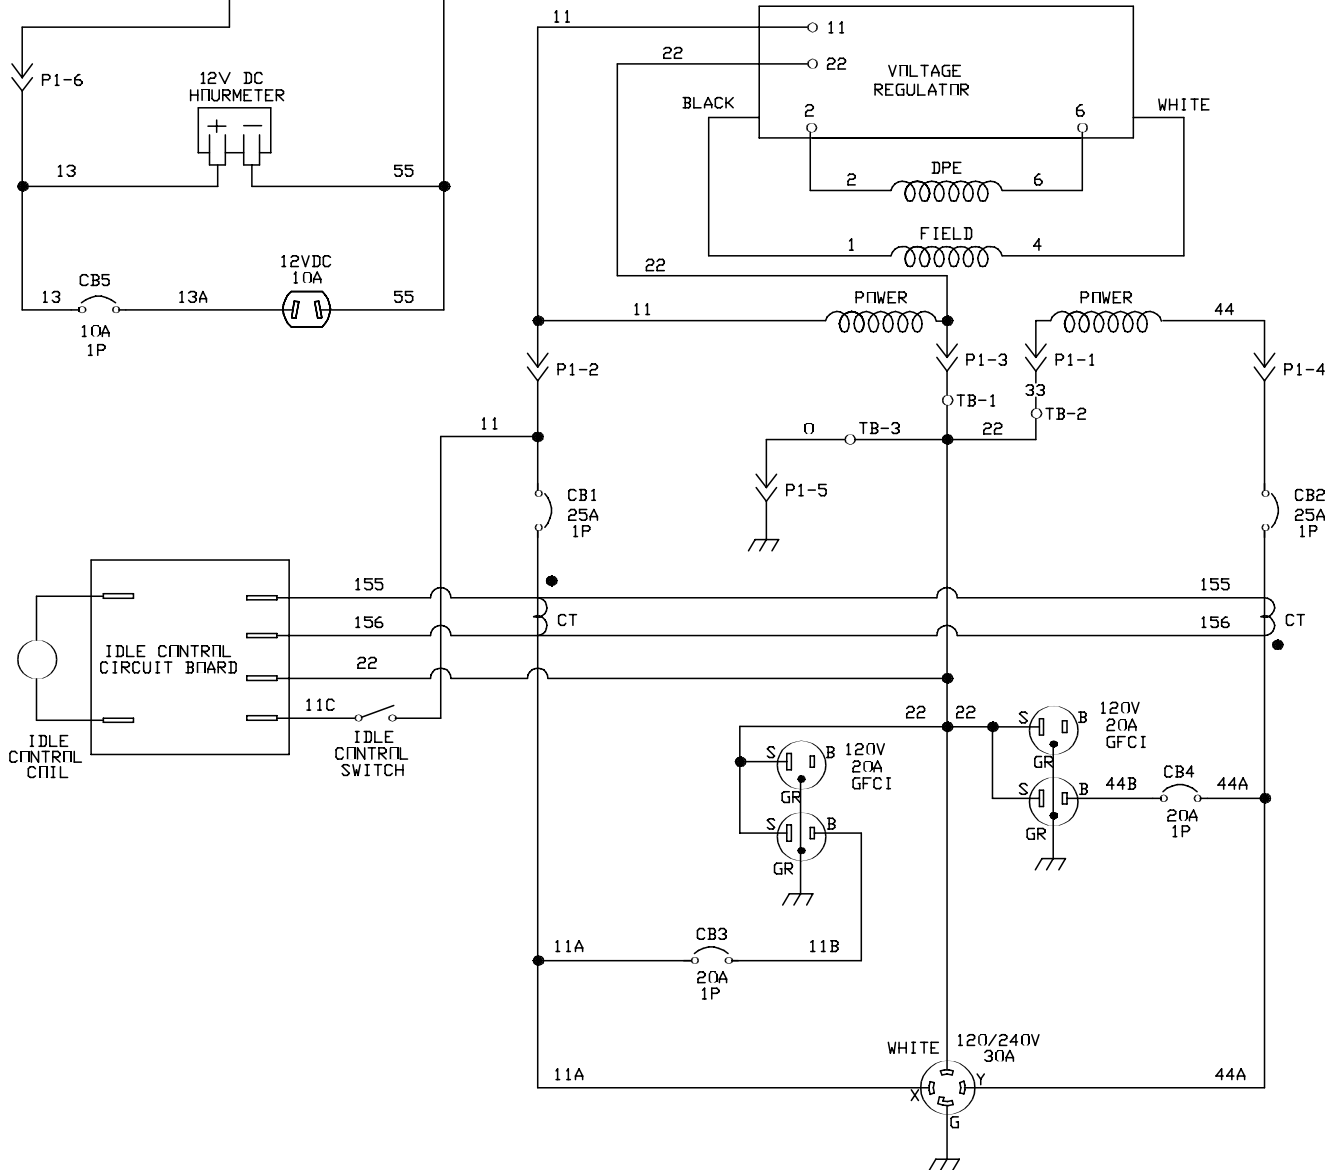 11
11
22
22
VOLTAGE
REGULATOR
P1-6
12V DC
HOURMETER
+ −
BLACK
2
6
WHITE
13
55
DPE
2
6
FIELD
1
4
12VDC
10A
CB5
22
13
13A
55
10A
1P
11
POWER
POWER
44
P1-2
P1-3
P1-1
P1-4
33
TB-1
TB-2
11
0
TB-3
22
P1-5
CB1
25A
1P
CB2
25A
1P
155
155
156
CT
156
CT
IDLE CONTROL
CIRCUIT BOARD
22
11C
IDLE
CONTROL
SWITCH
IDLE
CONTROL
COIL
22
22
S
B
120V
20A
GFCI
GR
S
B
120V
20A
GFCI
GR
S
B
GR
S
B
GR
44B
CB4
44A
20A
1P
11A
CB3
11B
20A
1P
WHITE
120/240V
30A
11A
X
Y
44A
G